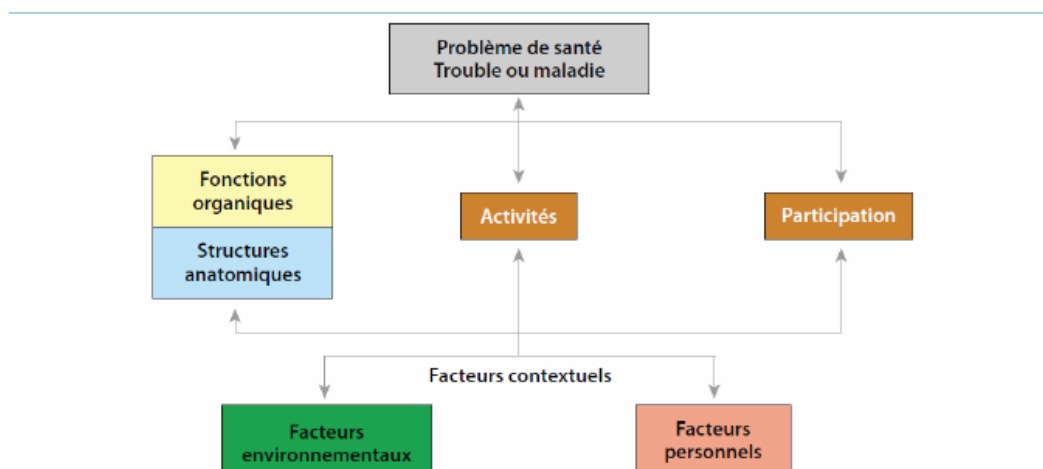 Problème de santé
Trouble ou maladie
Fonctions
organiques
Structures
anatomiques
Activités
Participation
Facteurs contextuels
Facteurs
environnementaux
Facteurs
personnels